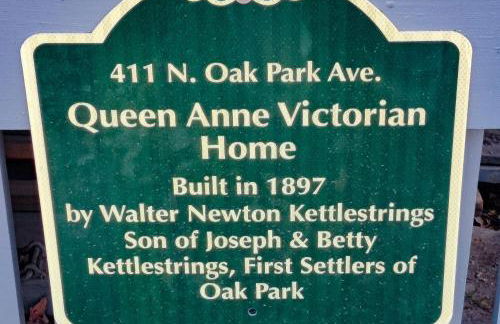 411 N. Oak Park Ave.
Queen Anne Victorian
Home
Built in 1897
by Walter Newton Kettlestrings
Son of Joseph & Betty
Kettlestrings, First Settlers of
Oak Park